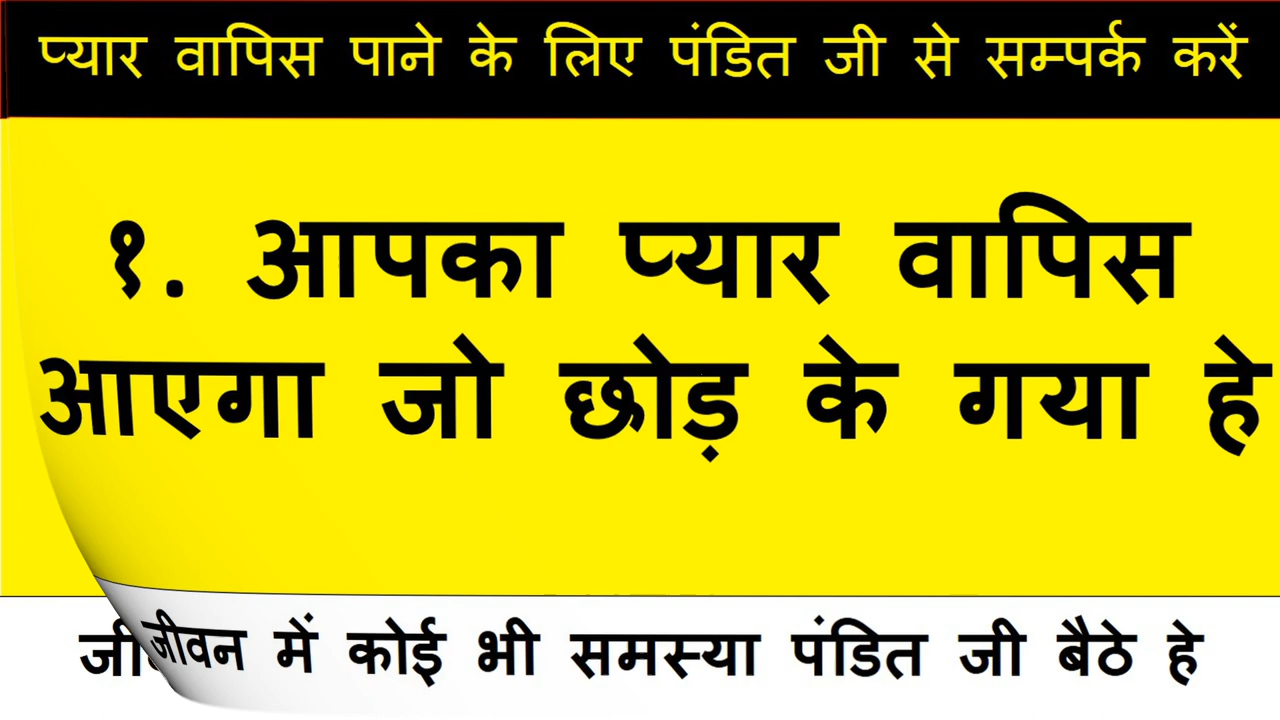 प्यार वापिस पाने के लिए पंडित जी से सम्पर्क करें
१. आपका प्यार वापिस
आएगा जो छोड़ के गया हे
जीवन में कोई भी समस्या पंडित जी बैठे हे